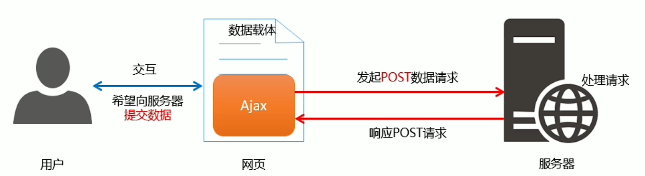 数据载体
交互
希望向服务器
提交数据
Ajax
发起POST数据请求
响应POST请求
处理请求
用户
网页
服务器